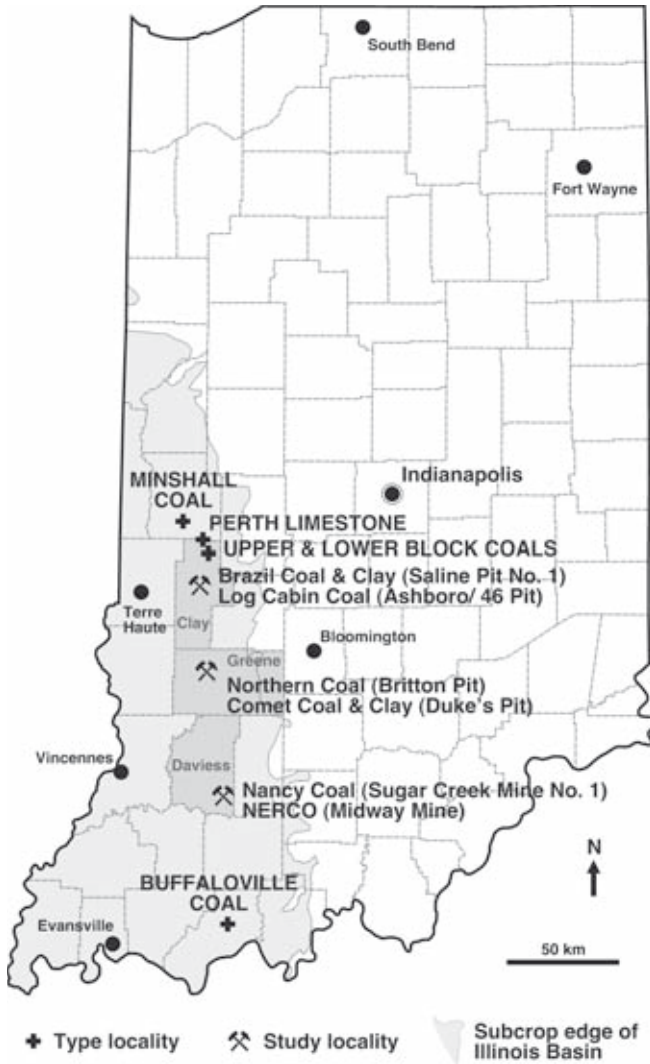 South Bend
Fort Wayne
Indianapolis
MINSHALL
COAL
PERTH LIMESTONE
UPPER & LOWER BLOCK COALS
Brazil Coal & Clay (Saline Pit No. 1)
Log Cabin Coal (Ashboro/ 46 Pit)
Terre
Haute
Clay
Bloomington
Greene
Northern Coal (Britton Pit)
Comet Coal & Clay (Duke's Pit)
Vincennes
Daviess
Nancy Coal (Sugar Creek Mine No. 1)
NERCO (Midway Mine)
N
BUFFALOVILLE
COAL
Evansville
50 km
Type locality
Study locality
Subcrop edge of
Illinois Basin